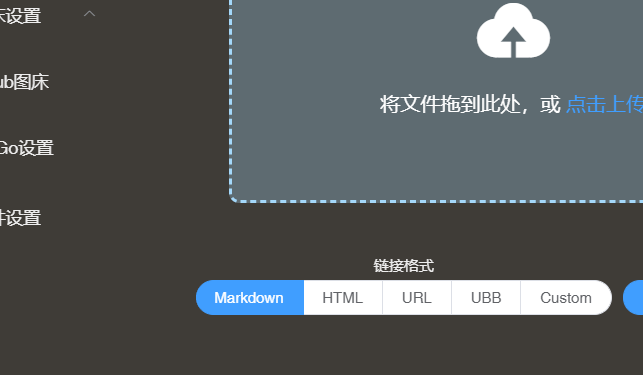 床设置
ub图床
Go设置
件设置
将文件拖到此处，或 点击上传
链接格式
Markdown HTML URL UBB Custom